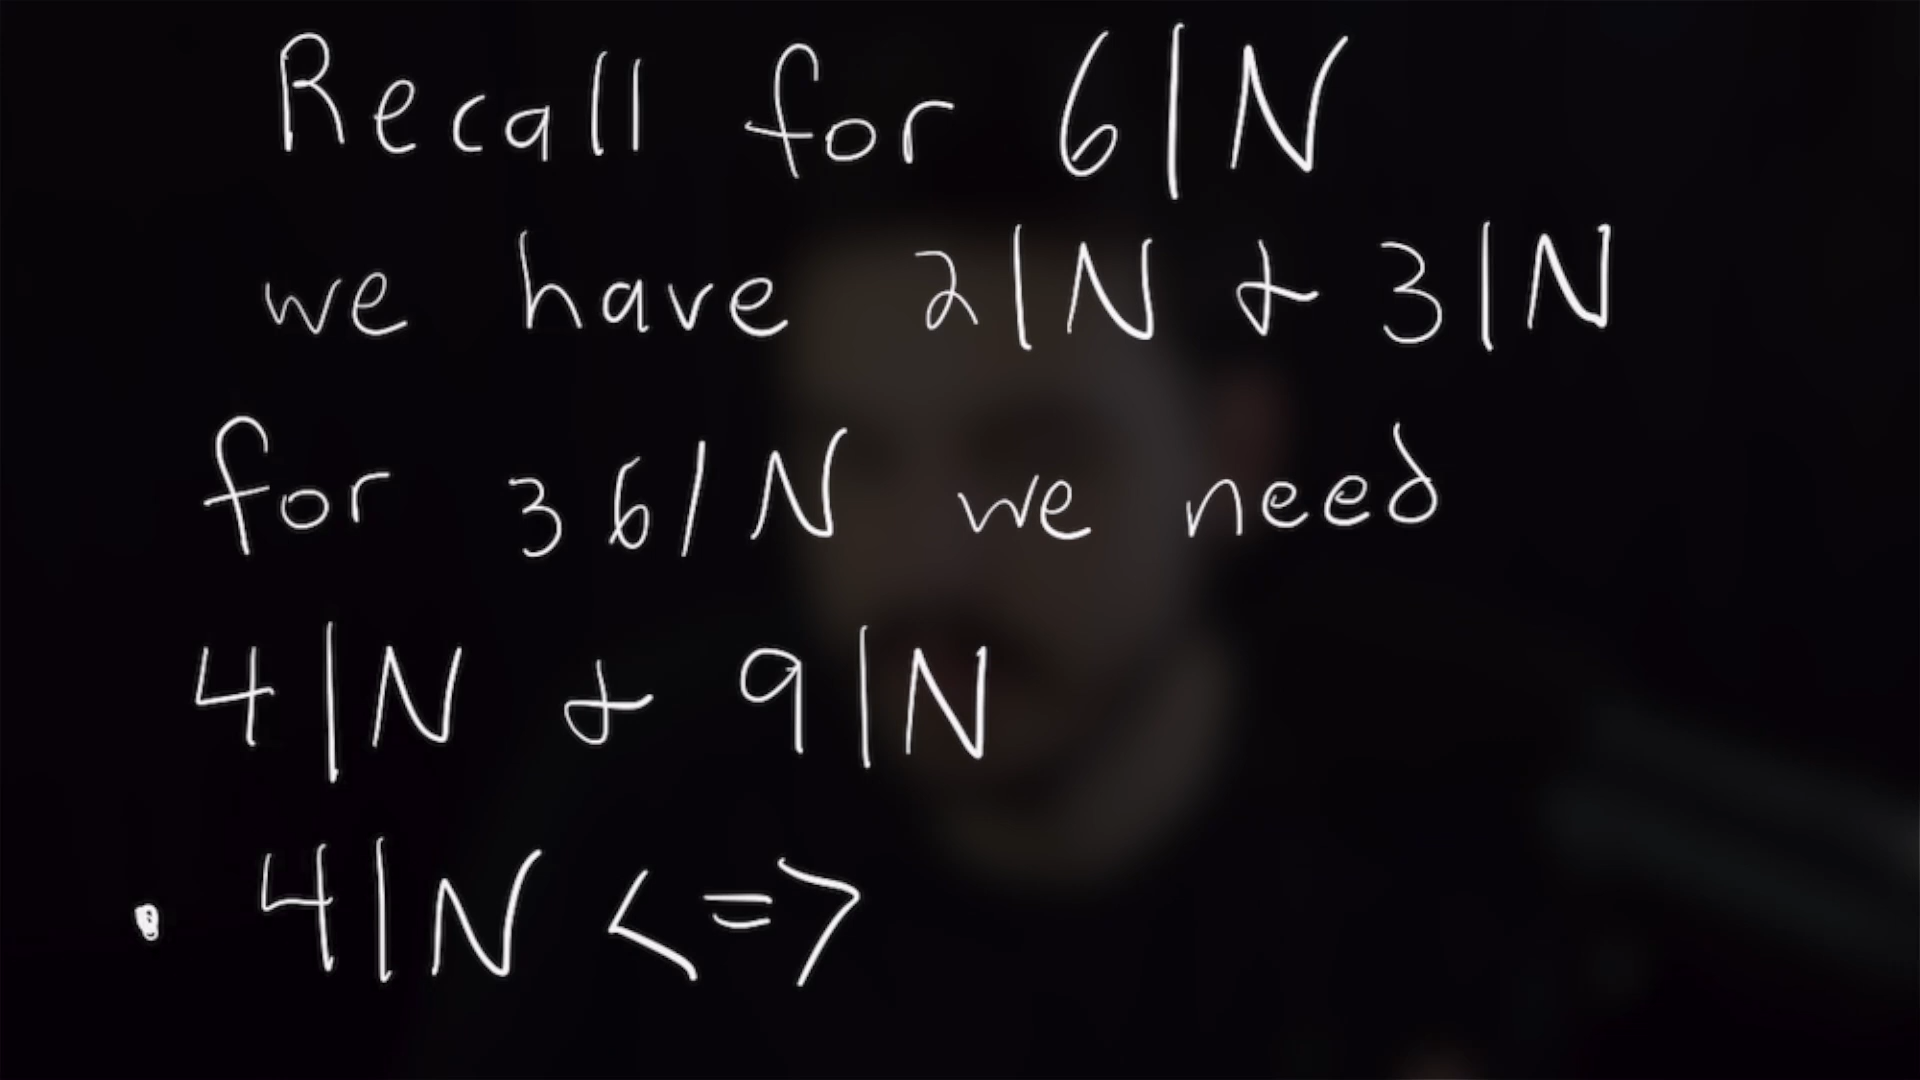 Recall for 6|N
we have 2|N & 3|N
for 36|N we need
4|N & 9|N
• 4|N <=>